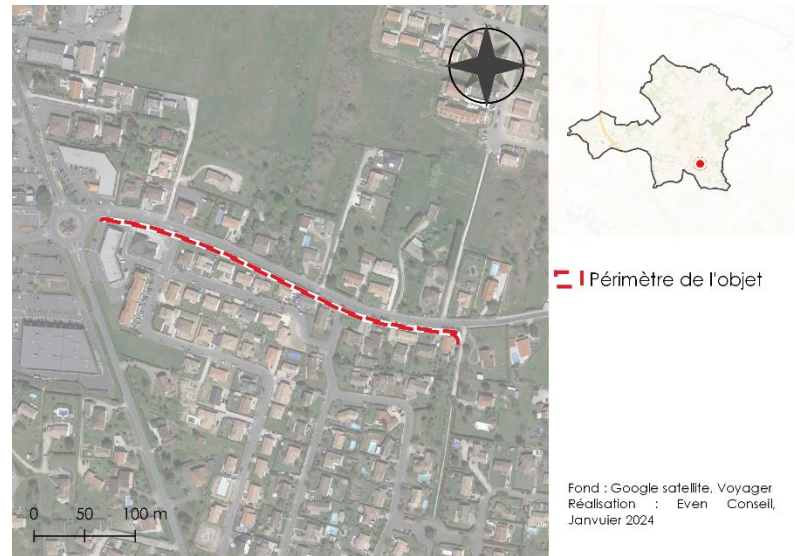 Périmètre de l'objet
Fond : Google satellite, Voyager
Réalisation : Even Conseil,
Janvuier 2024
0 50 100 m